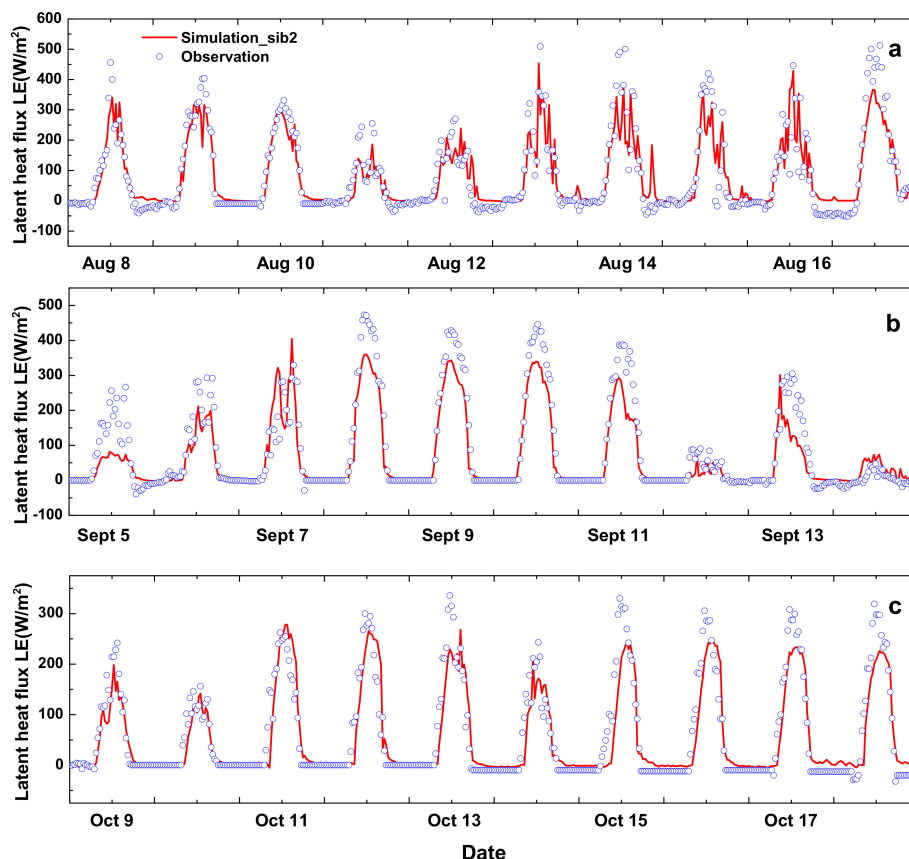 600
500
400
300
200
100
0
-100
Latent heat flux LE(W/m²)
Simulation_sib2
Observation
a
Aug 8
Aug 10
Aug 12
Aug 14
Aug 16
500
400
300
200
100
0
-100
Latent heat flux LE(W/m²)
b
Sept 5
Sept 7
Sept 9
Sept 11
Sept 13
300
200
100
0
Latent heat flux LE(W/m²)
c
Oct 9
Oct 11
Oct 13
Oct 15
Oct 17
Date